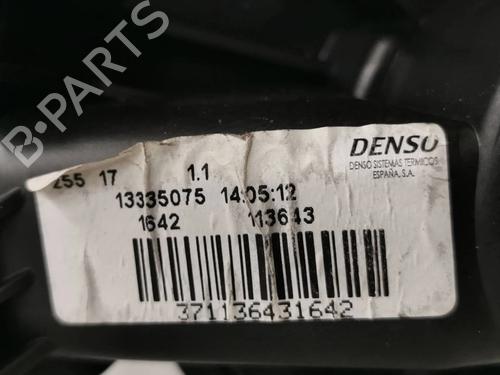 B-PARTS
DENSO
DENSO SISTEMAS TERMICOS
ESPAÑA, S.A.
255 17 1.1
13335075 14:05:12
1642 113643
371136431642